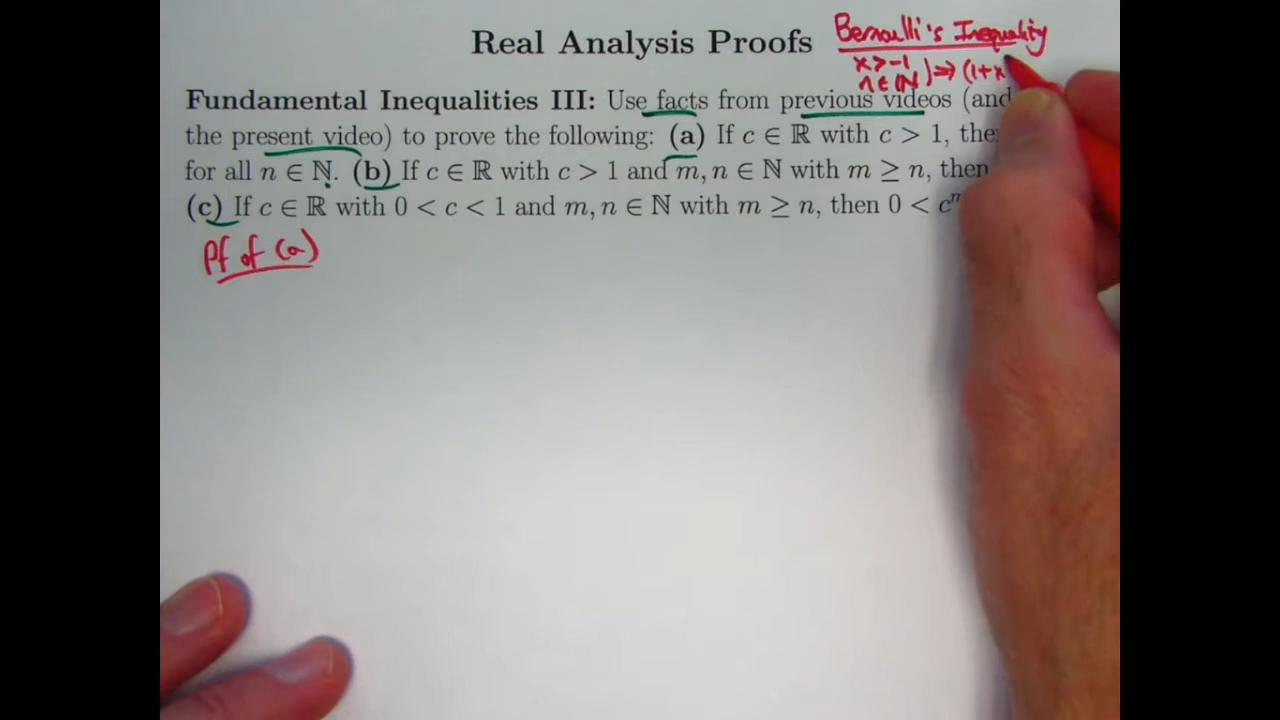 Real Analysis Proofs
Bernoulli's Inequality
x > -1
n ∈ ℕ ) ⇒ (1+x
Fundamental Inequalities III: Use facts from previous videos (and
the present video) to prove the following: (a) If c ∈ ℝ with c > 1,
for all n ∈ ℕ. (b) If c ∈ ℝ with c > 1 and m, n ∈ ℕ with m ≥ n, then
(c) If c ∈ ℝ with 0 < c < 1 and m, n ∈ ℕ with m ≥ n, then 0 < c
Pf of (a)